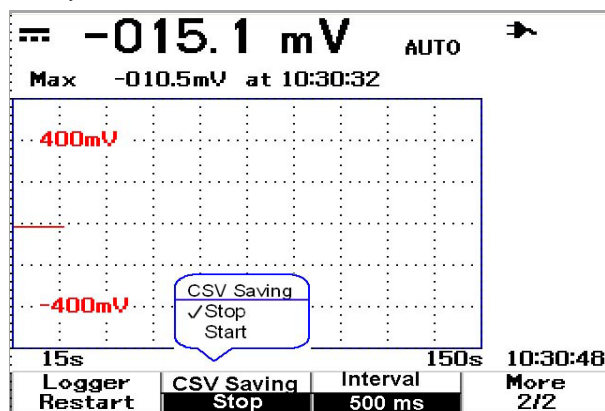 -015.1 mV AUTO
Max -010.5mV at 10:30:32
400mV
-400mV
CSV Saving
✓Stop
Start
15s 150s 10:30:48
Logger Restart
CSV Saving Stop
Interval 500 ms
More 2/2